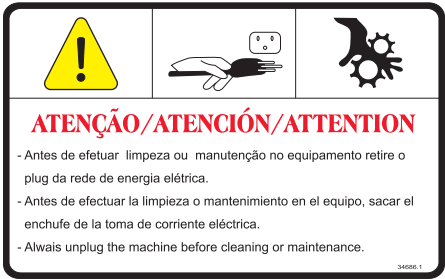 ATENÇÃO/ATENCIÓN/ATTENTION
- Antes de efetuar limpeza ou manutenção no equipamento retire o
plug da rede de energia elétrica.
- Antes de efectuar la limpieza o mantenimiento en el equipo, sacar el
enchufe de la toma de corriente eléctrica.
- Alwais unplug the machine before cleaning or maintenance.
34686.1